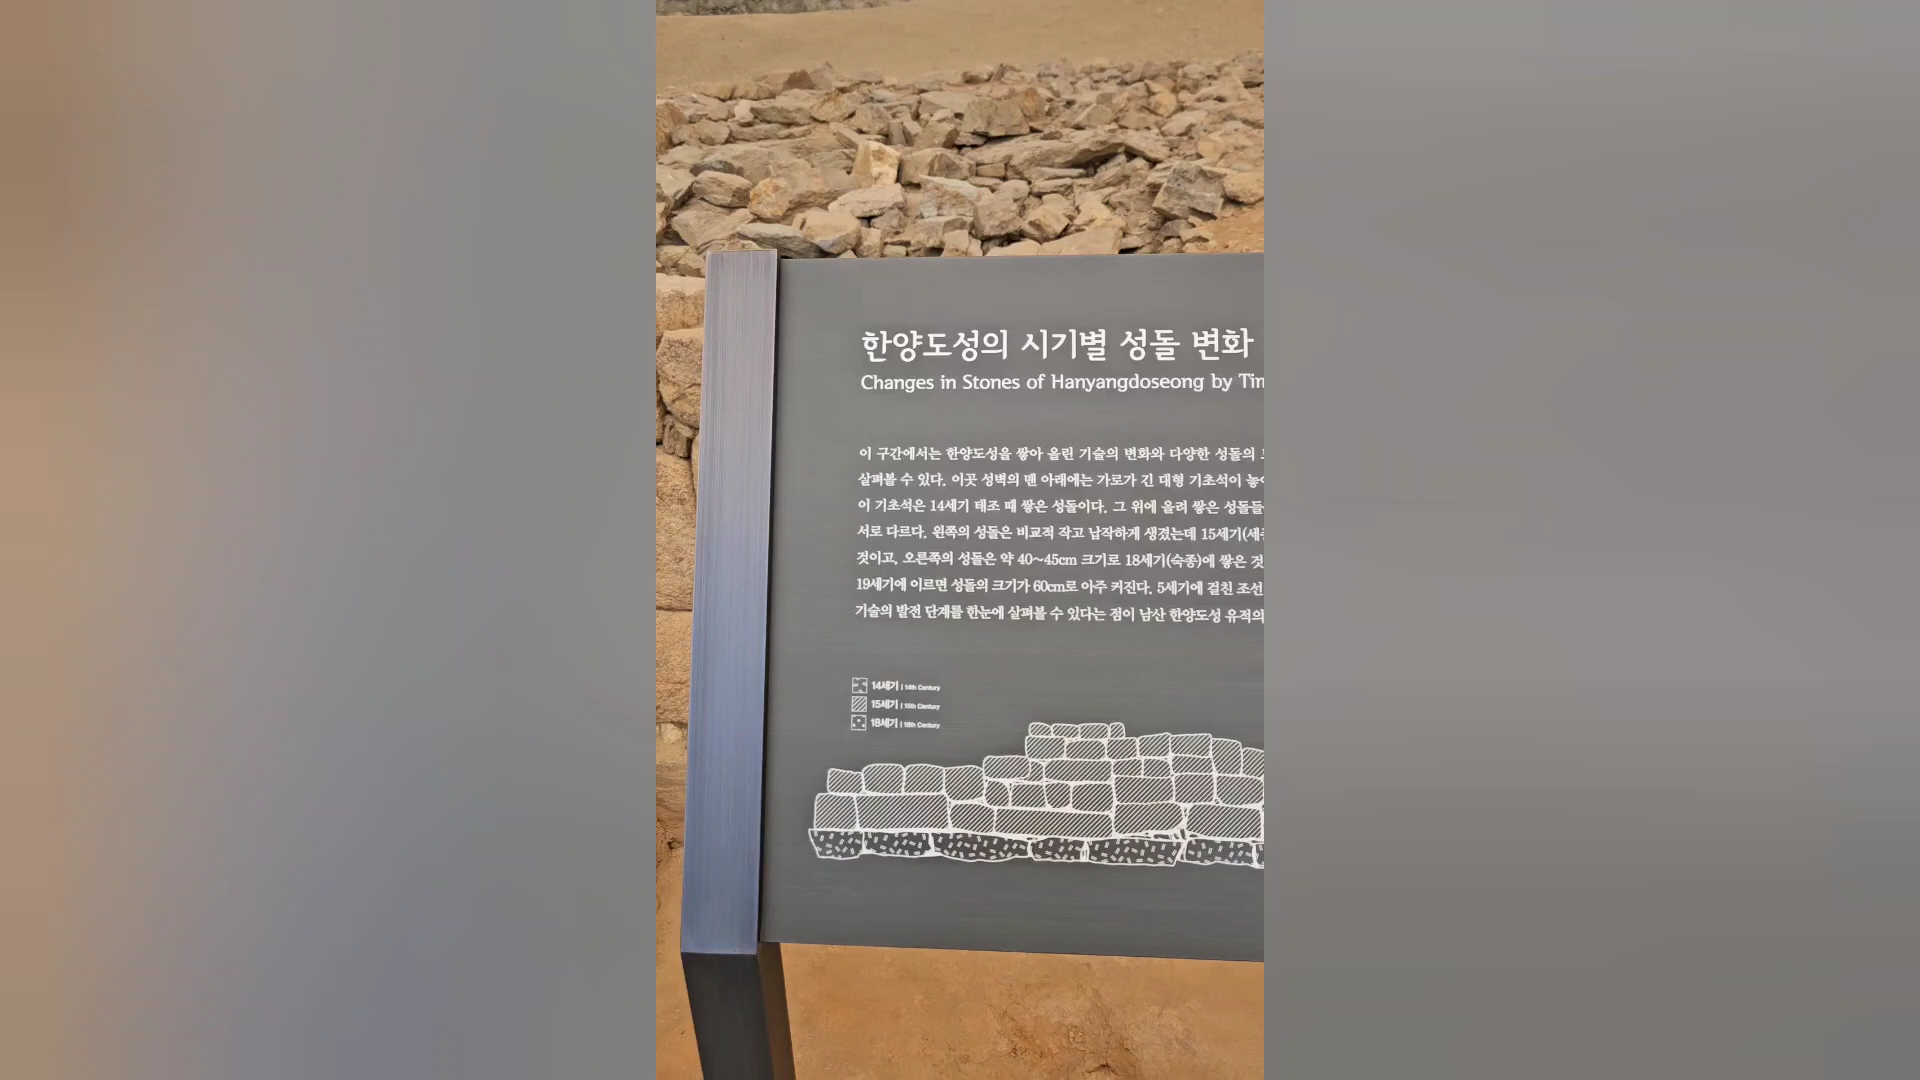 한양도성의 시기별 성돌 변화
Changes in Stones of Hanyangdoseong by
이 구간에서는 한양도성을 쌓아 올린 기술의 변화와 다양한 성돌의
살펴볼 수 있다. 이곳 성벽의 맨 아래에는 가로가 긴 대형 기초석이
이 기초석은 14세기 태조 때 쌓은 성돌이다. 그 위에 올려 쌓은 성돌들
서로 다르다. 왼쪽의 성돌은 비교적 작고 납작하게 생겼는데 15세기(세
것이고, 오른쪽의 성돌은 약 40~45cm 크기로 18세기(숙종)에 쌓은 것
19세기에 이르면 성돌의 크기가 60cm로 아주 커진다. 5세기에 걸친 조선
기술의 발전 단계를 한눈에 살펴볼 수 있다는 점이 남산 한양도성 유적의
14세기 | 14th Century
15세기 | 15th Century
18세기 | 18th Century